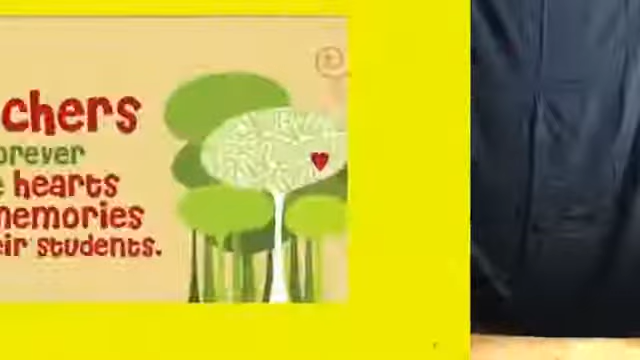 chers
orever
e hearts
memories
eir students.